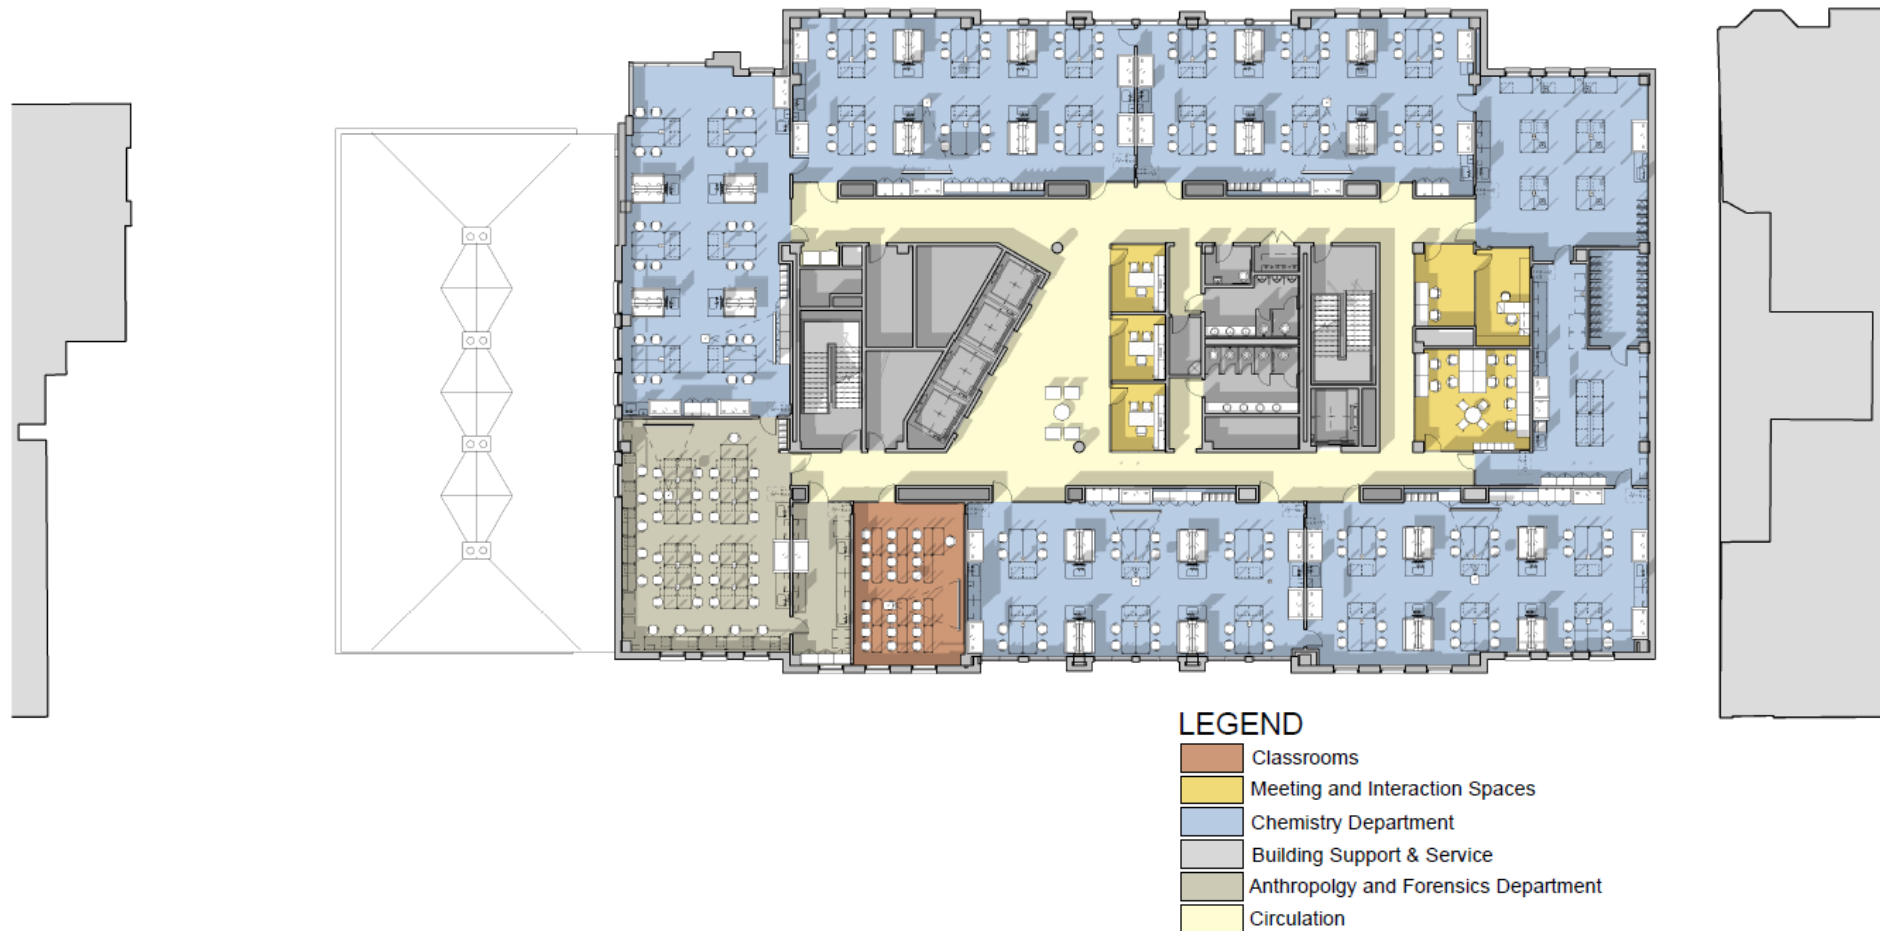 LEGEND
Classrooms
Meeting and Interaction Spaces
Chemistry Department
Building Support & Service
Anthropolgy and Forensics Department
Circulation